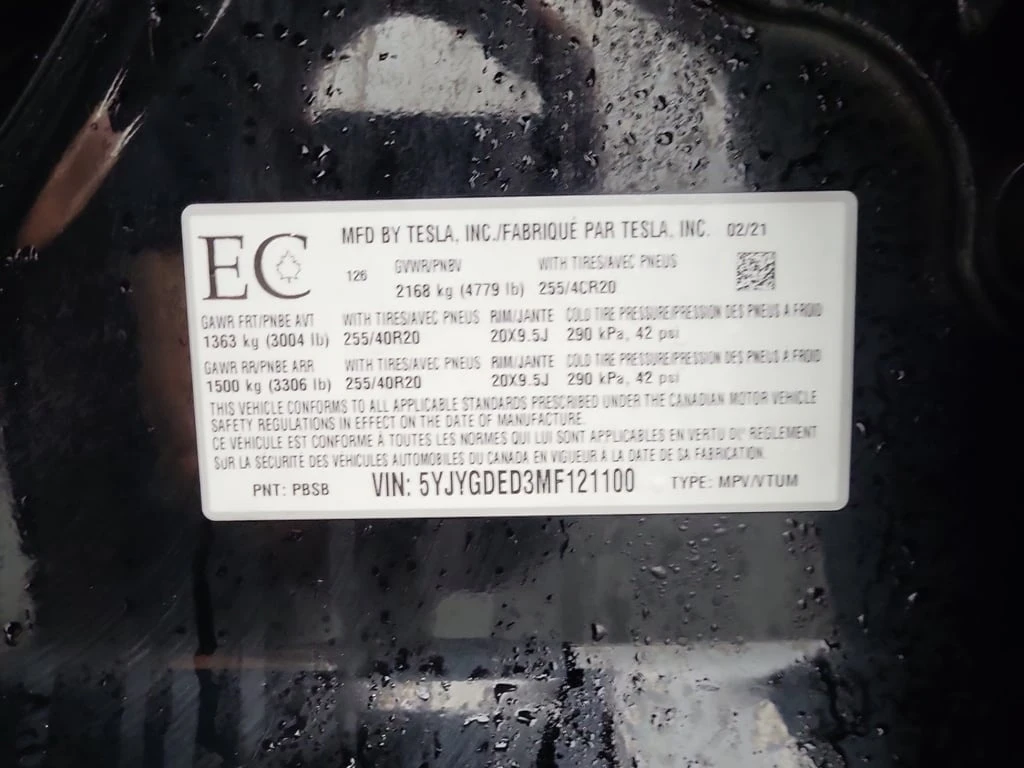 EC MFD BY TESLA, INC./FABRIQUÉ PAR TESLA, INC. 02/21
126 GVWR/PNBV WITH TIRES/AVEC PNEUS
2168 kg (4779 lb) 255/4CR20
GAWR FRT/PNBE AVT WITH TIRES/AVEC PNEUS RIM/JANTE COLD TIRE PRESSURE/PRESSION DES PNEUS A FROID
1363 kg (3004 lb) 255/40R20 20X9.5J 290 kPa, 42 psi
GAWR RR/PNBE ARR WITH TIRES/AVEC PNEUS RIM/JANTE COLD TIRE PRESSURE/PRESSION DES PNEUS A FROID
1500 kg (3306 lb) 255/40R20 20X9.5J 290 kPa, 42 psi
THIS VEHICLE CONFORMS TO ALL APPLICABLE STANDARDS PRESCRIBED UNDER THE CANADIAN MOTOR VEHICLE
SAFETY REGULATIONS IN EFFECT ON THE DATE OF MANUFACTURE.
CE VEHICULE EST CONFORME À TOUTES LES NORMES QUI LUI SONT APPLICABLES EN VERTU DU REGLEMENT
SUR LA SECURITE DES VEHICULES AUTOMOBILES DU CANADA EN VIGUEUR A LA DATE DE SA FABRICATION.
PNT: PBSB VIN: 5YJYGDED3MF121100 TYPE: MPV/VTUM